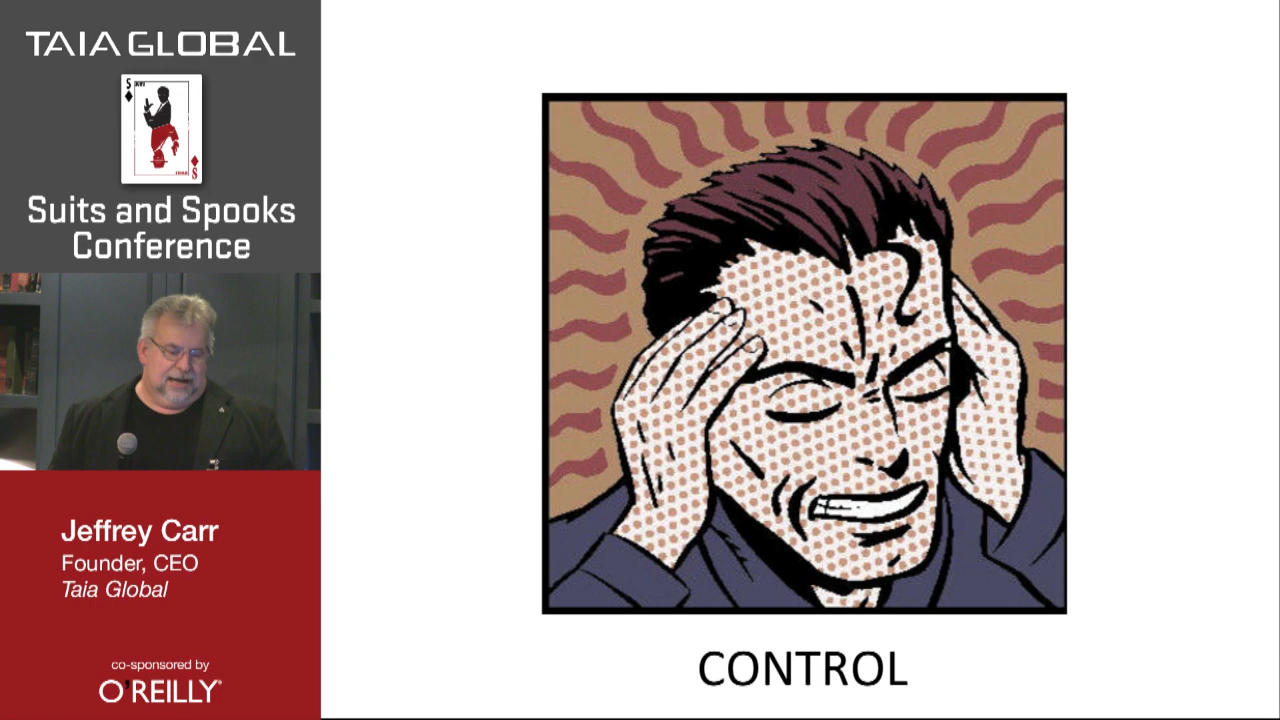 TAIA GLOBAL
S
S
Suits and Spooks
Conference
Jeffrey Carr
Founder, CEO
Taia Global
co-sponsored by
O'REILLY
CONTROL